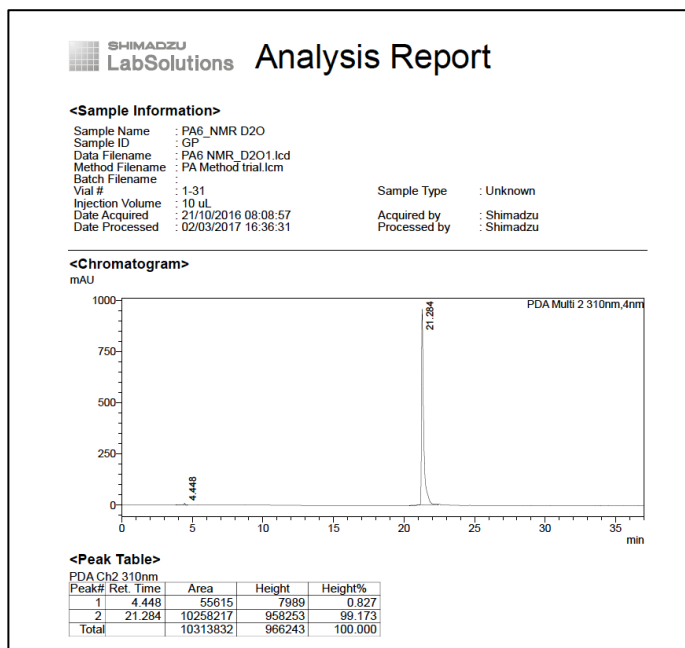 SHIMADZU
LabSolutions Analysis Report
<Sample Information>
Sample Name : PA6_NMR D2O
Sample ID : GP
Data Filename : PA6 NMR_D2O1.lcd
Method Filename : PA Method trial.lcm
Batch Filename :
Vial # : 1-31 Sample Type : Unknown
Injection Volume : 10 uL
Date Acquired : 21/10/2016 08:08:57 Acquired by : Shimadzu
Date Processed : 02/03/2017 16:36:31 Processed by : Shimadzu
<Chromatogram>
mAU
PDA Multi 2 310nm,4nm
1000
750
500
250
0
21.284
4.448
0 5 10 15 20 25 30 35
min
<Peak Table>
PDA Ch2 310nm
Peak# Ret. Time Area Height Height%
1 4.448 55615 7989 0.827
2 21.284 10258217 958253 99.173
Total 10313832 966243 100.000